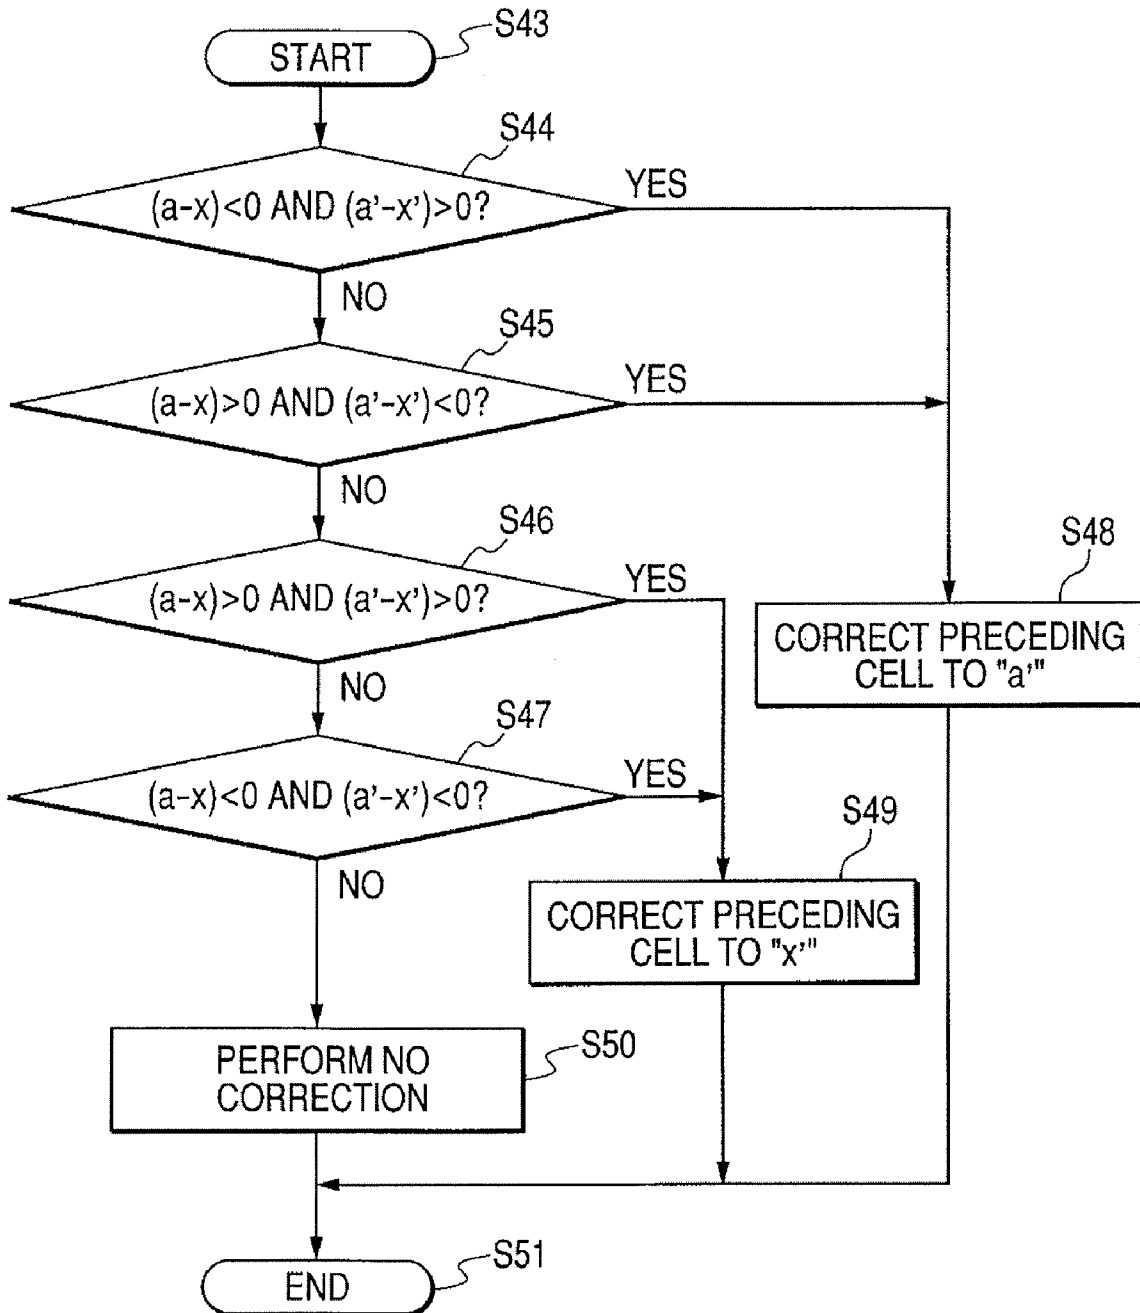 S43
START
S44
(a-x)<0 AND (a'-x')>0?
YES
NO
S45
(a-x)>0 AND (a'-x')<0?
YES
NO
S46
(a-x)>0 AND (a'-x')>0?
YES
S48
CORRECT PRECEDING
CELL TO "a'"
NO
S47
(a-x)<0 AND (a'-x')<0?
YES
NO
S49
CORRECT PRECEDING
CELL TO "x'"
PERFORM NO
CORRECTION
S50
END
S51